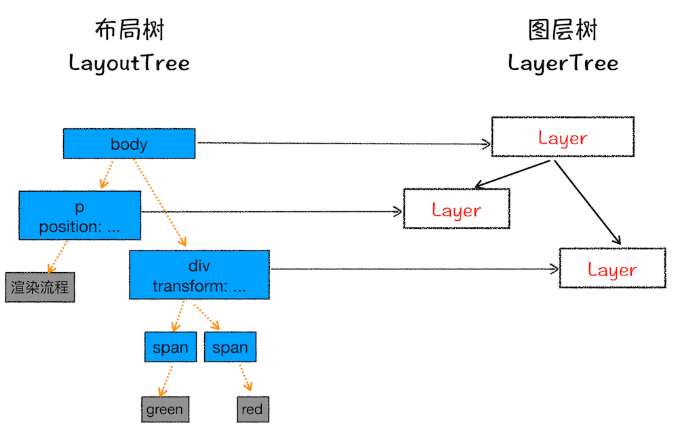 布局树
LayoutTree
图层树
LayerTree
body
Layer
p
position: ...
Layer
div
transform: ...
Layer
渲染流程
span
span
green
red